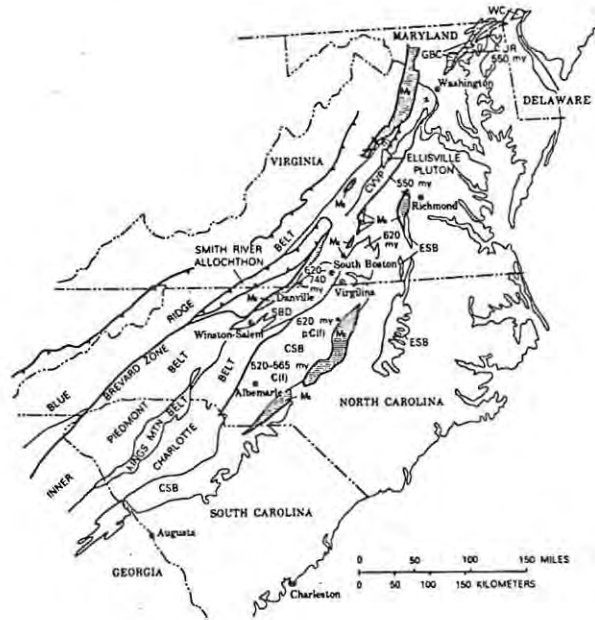 WC
MARYLAND
GBC
JR
550 my
Washington
DELAWARE
VIRGINIA
ELLISVILLE
PLUTON
CVVP
550 my
Richmond
SMITH RIVER
ALLOCHTHON
BELT
620
my
South Boston
ESB
620-
740
my
Virgilina
Danville
SBD
Winston-Salem
RIDGE
620 my
pC(f)
ESB
CSB
BREVARD ZONE
BELT
BELT
520-565 my
C(f)
Albemarle
NORTH CAROLINA
BLUE
PIEDMONT
KINGS MTN BELT
CHARLOTTE
INNER
CSB
SOUTH CAROLINA
Augusta
GEORGIA
Charleston
0 50 100 150 MILES
0 50 100 150 KILOMETERS